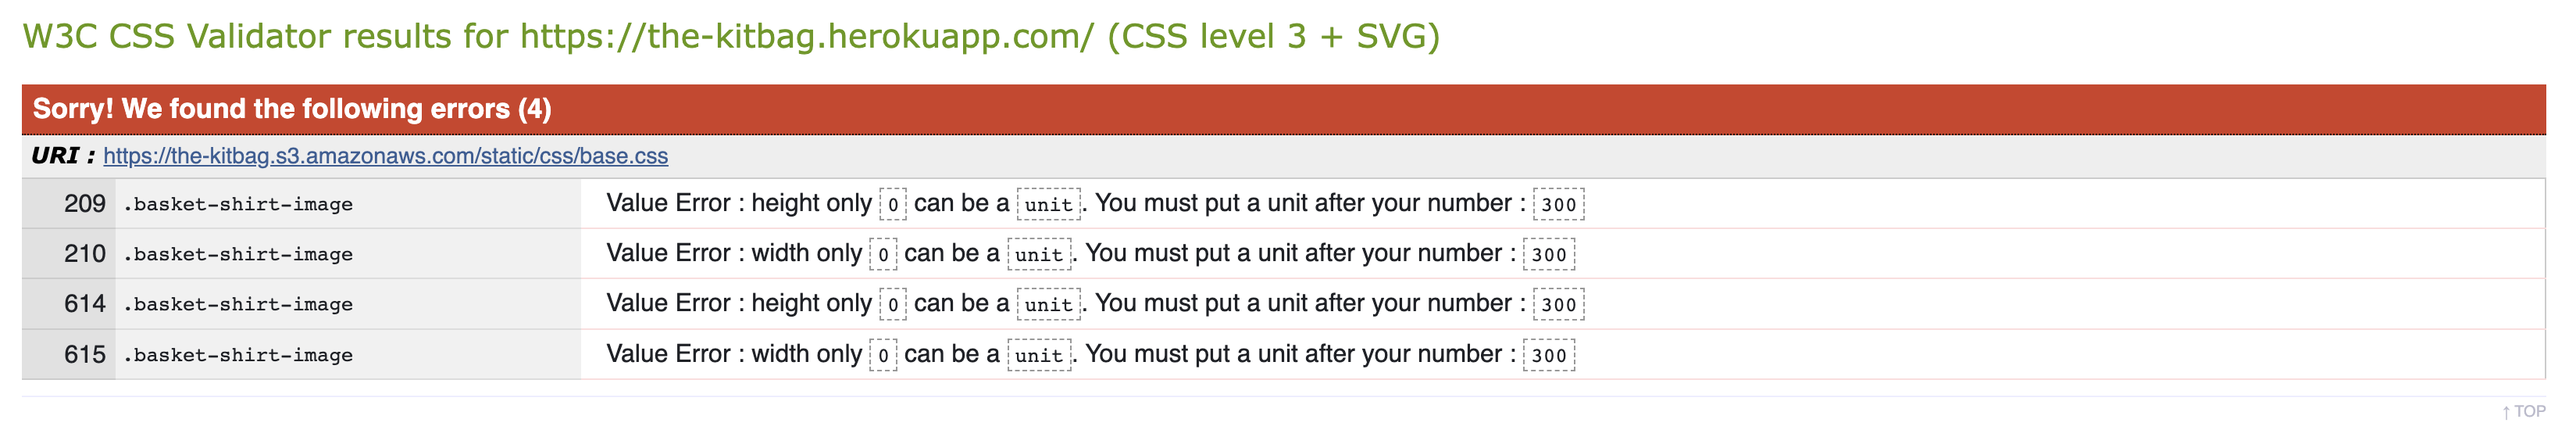 W3C CSS Validator results for https://the-kitbag.herokuapp.com/ (CSS level 3 + SVG)
Sorry! We found the following errors (4)
URI : https://the-kitbag.s3.amazonaws.com/static/css/base.css
209 .basket-shirt-image Value Error : height only 0 can be a unit. You must put a unit after your number : 300
210 .basket-shirt-image Value Error : width only 0 can be a unit. You must put a unit after your number : 300
614 .basket-shirt-image Value Error : height only 0 can be a unit. You must put a unit after your number : 300
615 .basket-shirt-image Value Error : width only 0 can be a unit. You must put a unit after your number : 300
↑ TOP